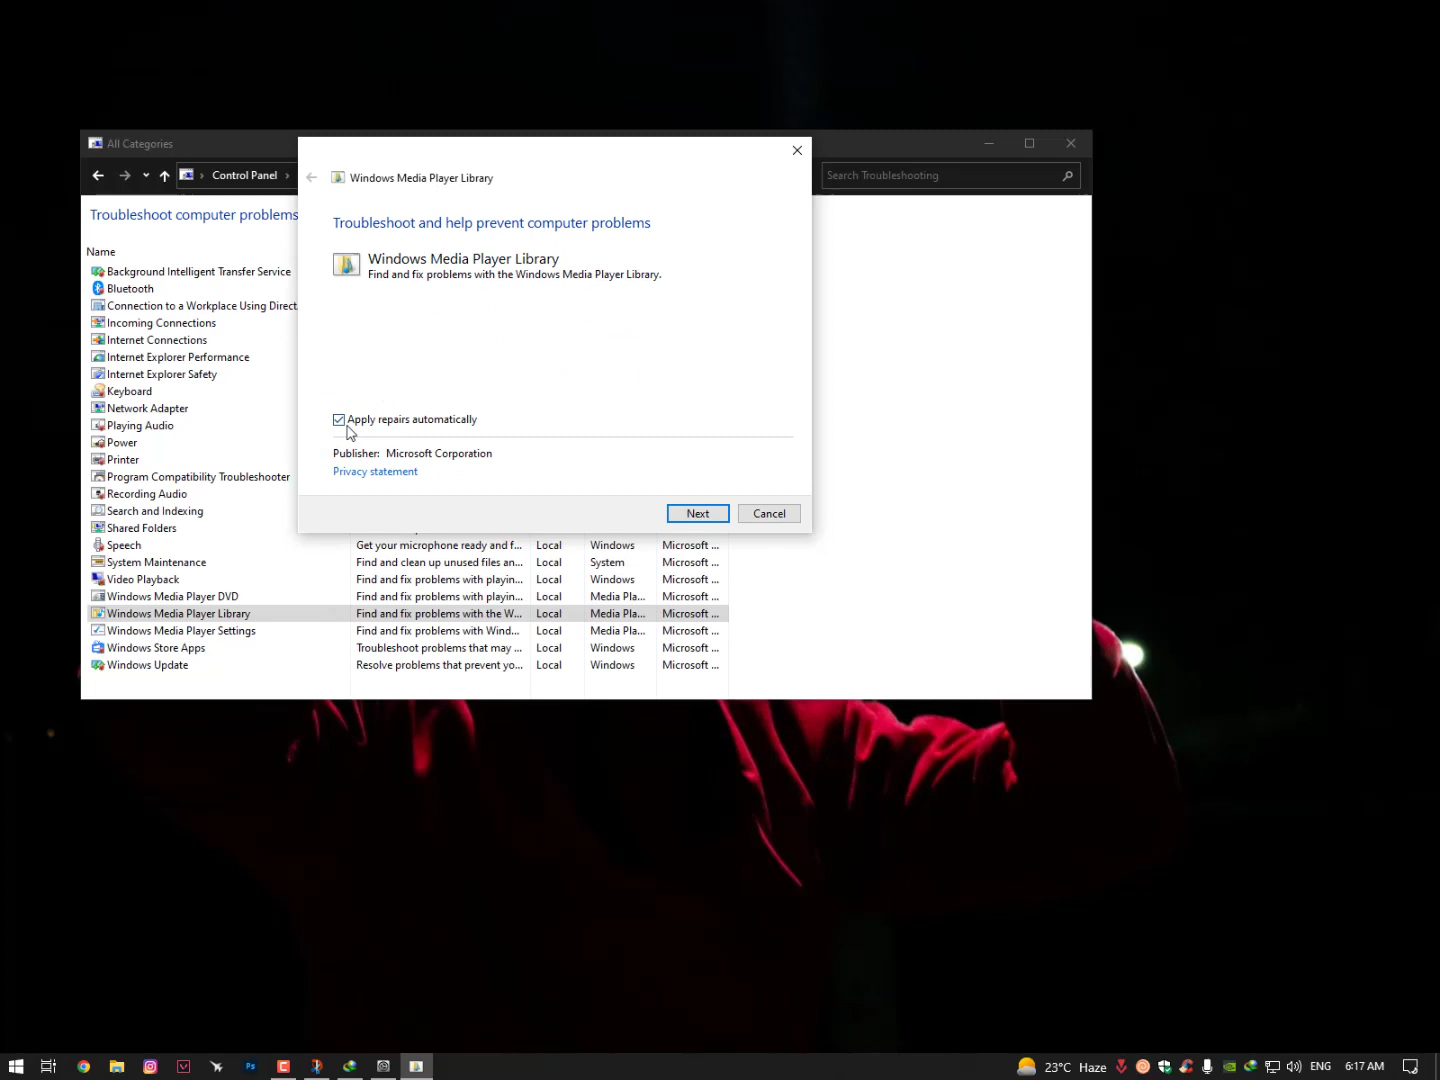 All Categories
Control Panel
Search Troubleshooting
Troubleshoot computer problems
Name
Background Intelligent Transfer Service
Bluetooth
Connection to a Workplace Using Direct
Incoming Connections
Internet Connections
Internet Explorer Performance
Internet Explorer Safety
Keyboard
Network Adapter
Playing Audio
Power
Printer
Program Compatibility Troubleshooter
Recording Audio
Search and Indexing
Shared Folders
Speech Get your microphone ready and f... Local Windows Microsoft ...
System Maintenance Find and clean up unused files an... Local System Microsoft ...
Video Playback Find and fix problems with playin... Local Windows Microsoft ...
Windows Media Player DVD Find and fix problems with playin... Local Media Pla... Microsoft ...
Windows Media Player Library Find and fix problems with the W... Local Media Pla... Microsoft ...
Windows Media Player Settings Find and fix problems with Wind... Local Media Pla... Microsoft ...
Windows Store Apps Troubleshoot problems that may ... Local Windows Microsoft ...
Windows Update Resolve problems that prevent yo... Local Windows Microsoft ...
Windows Media Player Library
Troubleshoot and help prevent computer problems
Windows Media Player Library
Find and fix problems with the Windows Media Player Library.
Apply repairs automatically
Publisher: Microsoft Corporation
Privacy statement
Next Cancel
Ps
23°C Haze ENG 6:17 AM